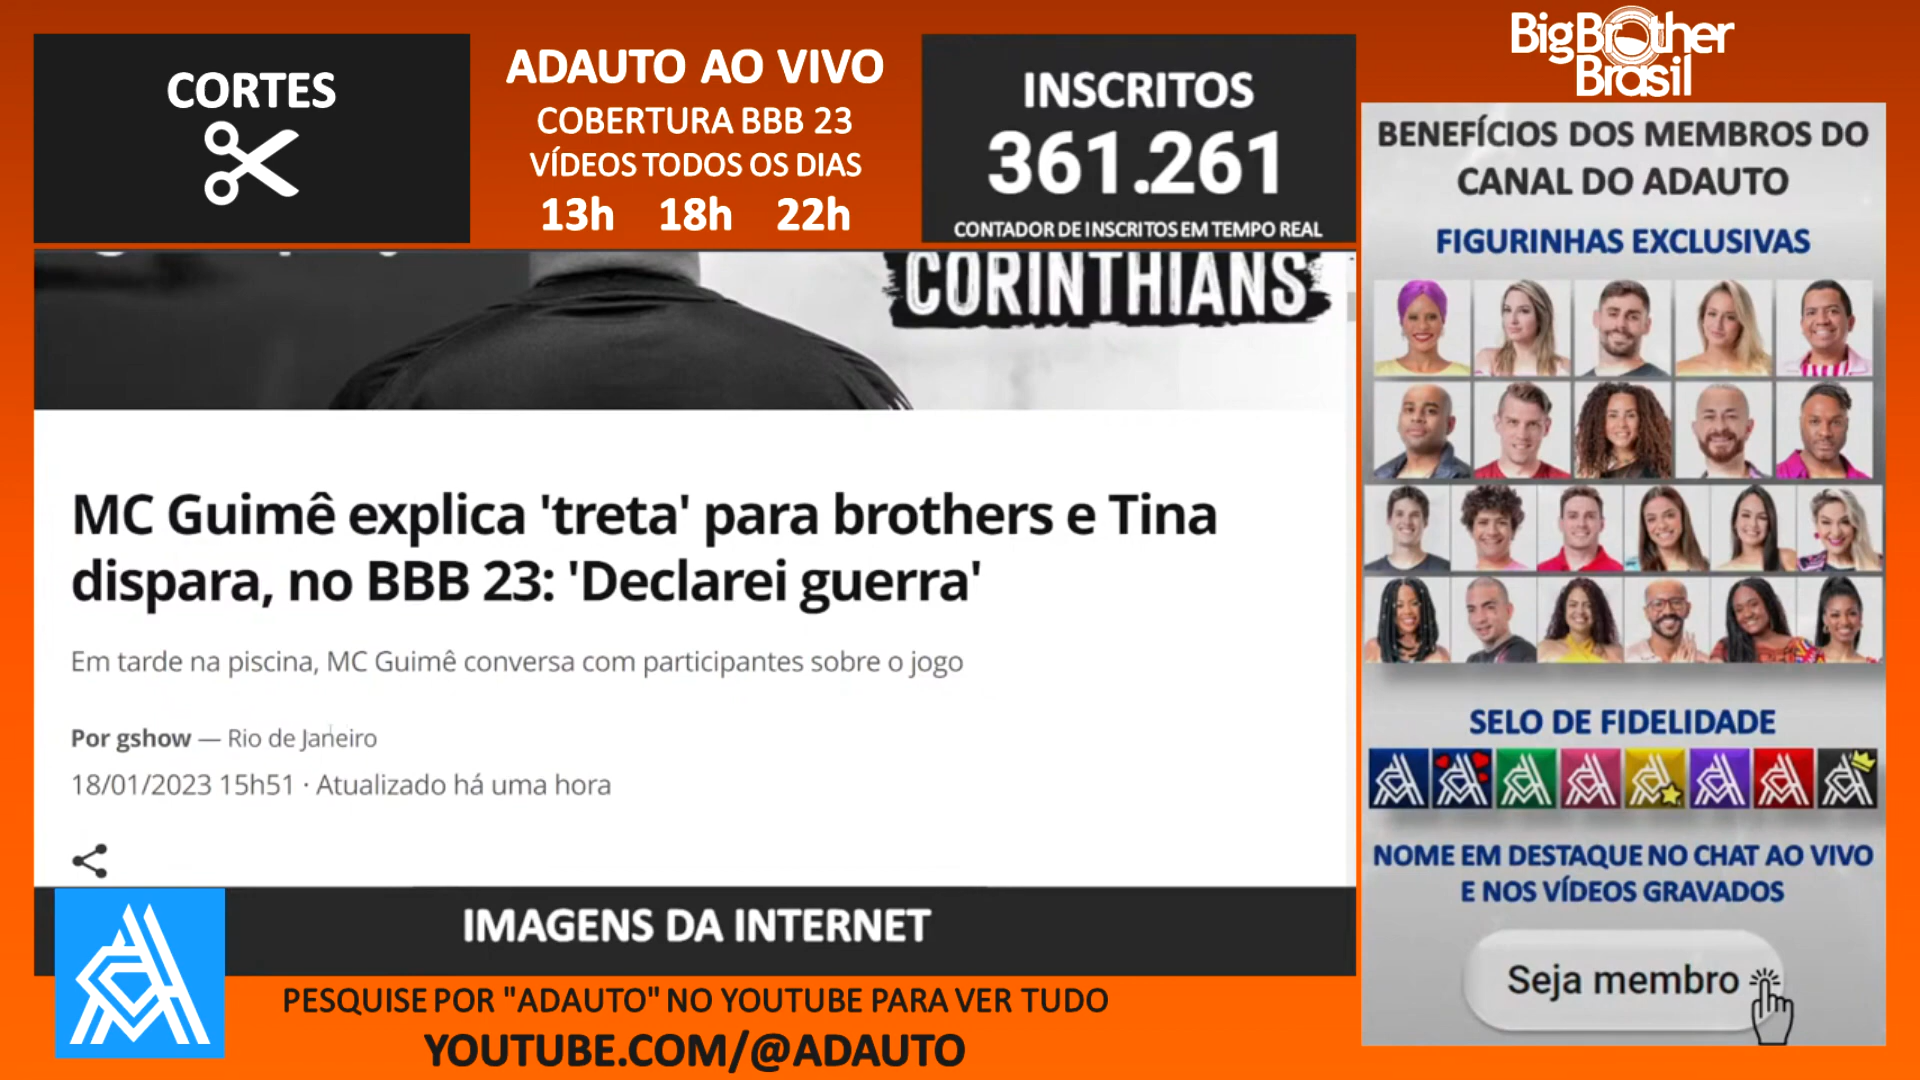 CORTES
ADAUTO AO VIVO
COBERTURA BBB 23
VÍDEOS TODOS OS DIAS
13h 18h 22h
INSCRITOS
361.261
CONTADOR DE INSCRITOS EM TEMPO REAL
BigBrother
Brasil
CORINTHIANS
MC Guimê explica 'treta' para brothers e Tina
dispara, no BBB 23: 'Declarei guerra'
Em tarde na piscina, MC Guimê conversa com participantes sobre o jogo
Por gshow — Rio de Janeiro
18/01/2023 15h51 · Atualizado há uma hora
IMAGENS DA INTERNET
PESQUISE POR "ADAUTO" NO YOUTUBE PARA VER TUDO
YOUTUBE.COM/@ADAUTO
BENEFÍCIOS DOS MEMBROS DO
CANAL DO ADAUTO
FIGURINHAS EXCLUSIVAS
SELO DE FIDELIDADE
NOME EM DESTAQUE NO CHAT AO VIVO
E NOS VÍDEOS GRAVADOS
Seja membro